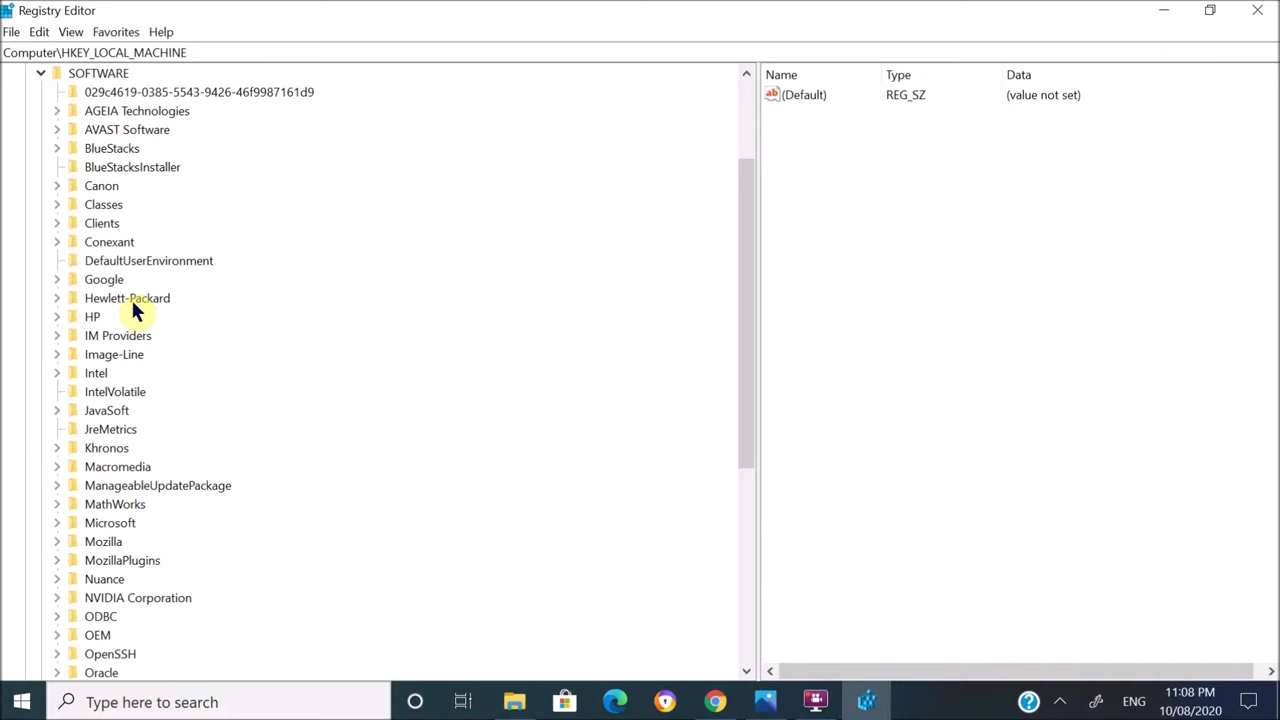 Registry Editor
File Edit View Favorites Help
Computer\HKEY_LOCAL_MACHINE
SOFTWARE
029c4619-0385-5543-9426-46f9987161d9
AGEIA Technologies
AVAST Software
BlueStacks
BlueStacksInstaller
Canon
Classes
Clients
Conexant
DefaultUserEnvironment
Google
Hewlett-Packard
HP
IM Providers
Image-Line
Intel
IntelVolatile
JavaSoft
JreMetrics
Khronos
Macromedia
ManageableUpdatePackage
MathWorks
Microsoft
Mozilla
MozillaPlugins
Nuance
NVIDIA Corporation
ODBC
OEM
OpenSSH
Oracle
Name Type Data
ab (Default) REG_SZ (value not set)
Type here to search
ENG
11:08 PM
10/08/2020